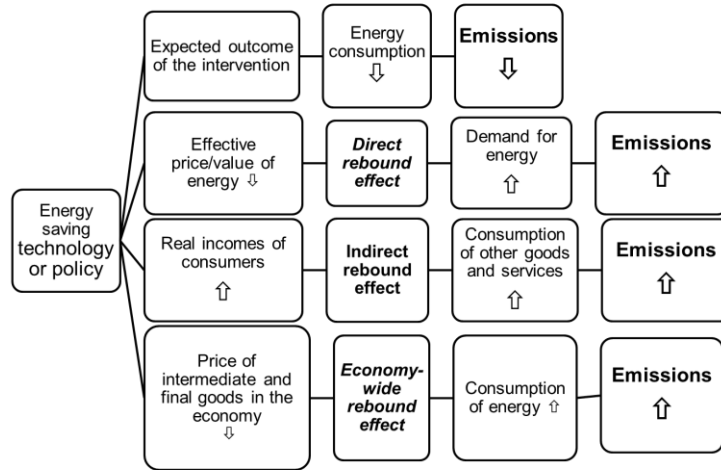 Expected outcome
of the intervention
Energy
consumption
⇩
Emissions
⇩
Effective
price/value of
energy ⇩
Direct
rebound
effect
Demand for
energy
⇧
Emissions
⇧
Energy
saving
technology
or policy
Real incomes of
consumers
⇧
Indirect
rebound
effect
Consumption
of other goods
and services
⇧
Emissions
⇧
Price of
intermediate and
final goods in the
economy
⇩
Economy-
wide
rebound
effect
Consumption
of energy ⇧
Emissions
⇧